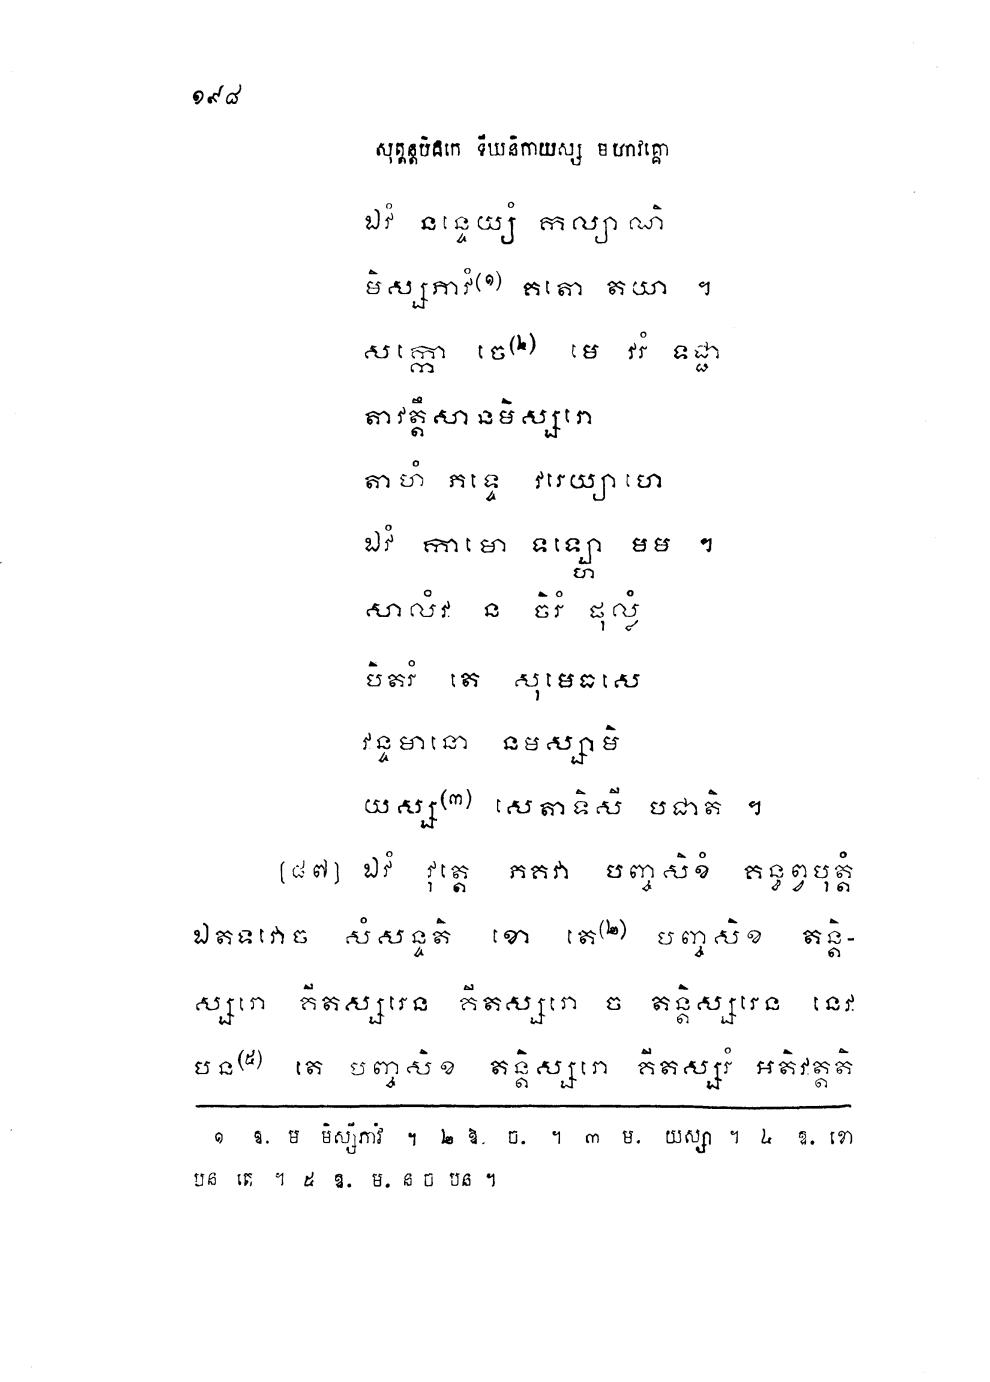 ១៩៨
សុត្តន្តបិដកេ ទីឃនិកាយស្ស មហាវគ្គោ
ឯវំ នន្ទេយ្យំ កល្យាណិ
មិស្សភាវំ(១) គតោ តយា ។
សក្កោ ចេ(២) មេ វរំ ទជ្ជា
តាវត្តឹសានមិស្សរោ
តាហំ ភទ្ទេ វរេយ្យាហេ
ឯវំ កាមោ ទឡ្ហោ មម ។
សាលំវ ន ចិរំ ផុល្លំ
បិតរំ តេ សុមេធសេ
វន្ទមានោ នមស្សាមិ
យស្ស(៣) សេតាទិសី បជាតិ ។
[៨៧] ឯវំ វុត្តេ ភគវា បញ្ចសិខំ គន្ធព្វបុត្តំ
ឯតទវោច សំសន្ទតិ ខោ តេ(២) បញ្ចសិខ តន្តិ-
ស្សរោ គីតស្សរេន គីតស្សរោ ច តន្តិស្សរេន នេវ
បន(៥) តេ បញ្ចសិខ តន្តិស្សរោ គីតស្សរំ អតិវត្តតិ
១ ឱ. ម មិស្សីភាវំ ។ ២ ឱ. ច. ។ ៣ ម. យស្សា ។ ៤ ឱ. ខោ
បន តេ ។ ៥ ឱ. ម. ន ច បន ។